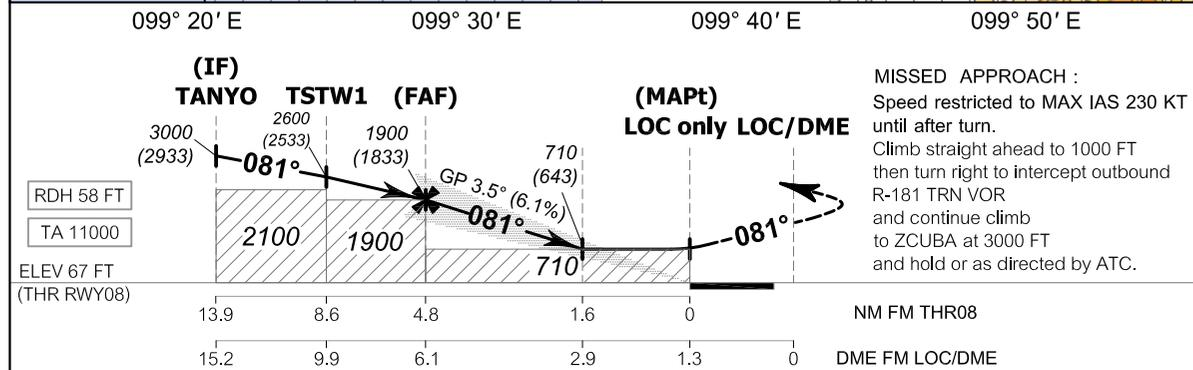 099° 20' E 099° 30' E 099° 40' E 099° 50' E
(IF)
TANYO TSTW1 (FAF)
(MAPt)
LOC only LOC/DME
3000
(2933)
2600
(2533)
1900
(1833)
710
(643)
081°
GP 3.5° (6.1%)
081°
081°
2100
1900
710
RDH 58 FT
TA 11000
ELEV 67 FT
(THR RWY08)
MISSED APPROACH :
Speed restricted to MAX IAS 230 KT
until after turn.
Climb straight ahead to 1000 FT
then turn right to intercept outbound
R-181 TRN VOR
and continue climb
to ZCUBA at 3000 FT
and hold or as directed by ATC.
13.9 8.6 4.8 1.6 0 NM FM THR08
15.2 9.9 6.1 2.9 1.3 0 DME FM LOC/DME